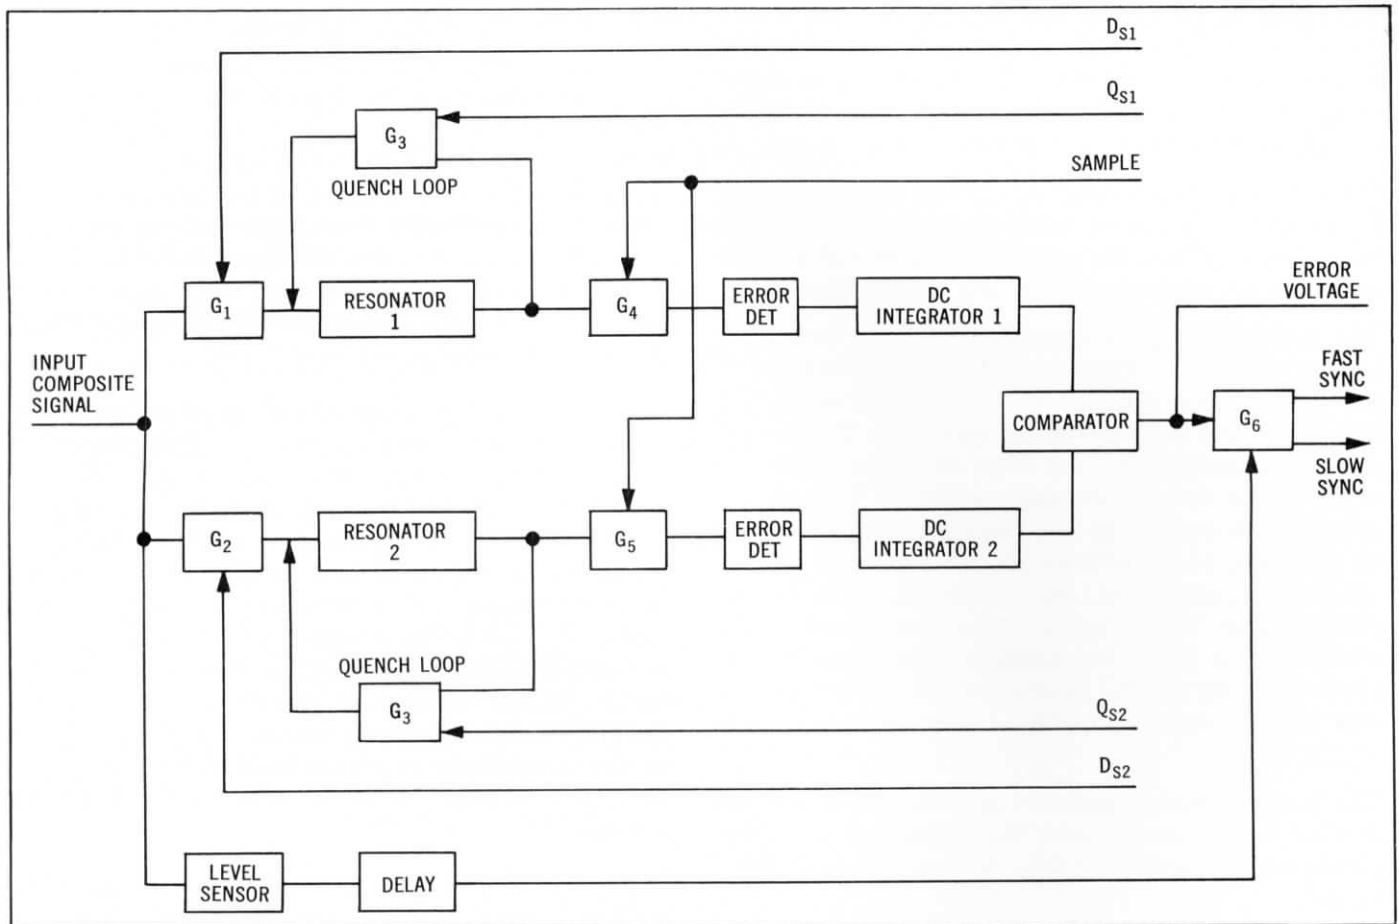 D_S1
Q_S1
G_3
SAMPLE
QUENCH LOOP
ERROR
VOLTAGE
G_1
RESONATOR
1
G_4
ERROR
DET
DC
INTEGRATOR 1
INPUT
COMPOSITE
SIGNAL
FAST
SYNC
COMPARATOR
G_6
SLOW
SYNC
G_2
RESONATOR
2
G_5
ERROR
DET
DC
INTEGRATOR 2
QUENCH LOOP
G_3
Q_S2
D_S2
LEVEL
SENSOR
DELAY